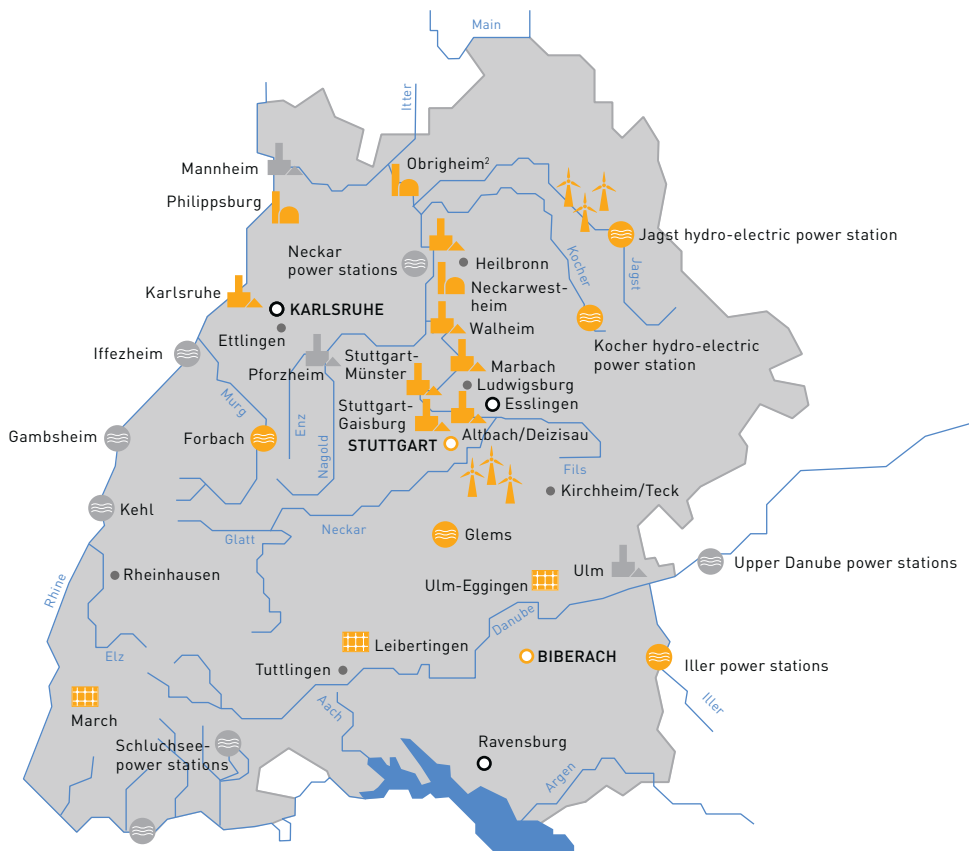 Main
Itter
Mannheim
Obrigheim²
Philippsburg
Jagst hydro-electric power station
Neckar
power stations
Kocher
Heilbronn
Jagst
Neckarwest-
heim
Karlsruhe
KARLSRUHE
Walheim
Ettlingen
Kocher hydro-electric
power station
Iffezheim
Pforzheim
Stuttgart-
Münster
Marbach
Ludwigsburg
Murg
Enz
Stuttgart-
Gaisburg
Esslingen
Gambsheim
Forbach
Nagold
STUTTGART
Altbach/Deizisau
Fils
Kirchheim/Teck
Kehl
Neckar
Glatt
Glems
Rhine
Rheinhausen
Ulm-Eggingen
Ulm
Upper Danube power stations
Danube
Elz
Leibertingen
Tuttlingen
BIBERACH
Iller power stations
Iller
March
Aach
Schluchsee-
power stations
Ravensburg
Argen